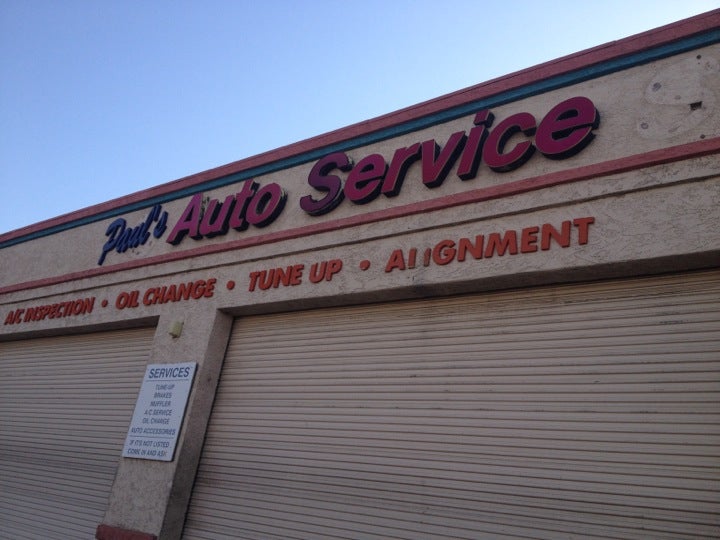 Paul's Auto Service
A/C INSPECTION • OIL CHANGE • TUNE UP • ALIGNMENT
SERVICES
TUNE-UP
BRAKES
MUFFLER
A/C SERVICE
OIL CHARGE
AUTO ACCESSORIES
IF ITS NOT LISTED
COME IN AND ASK